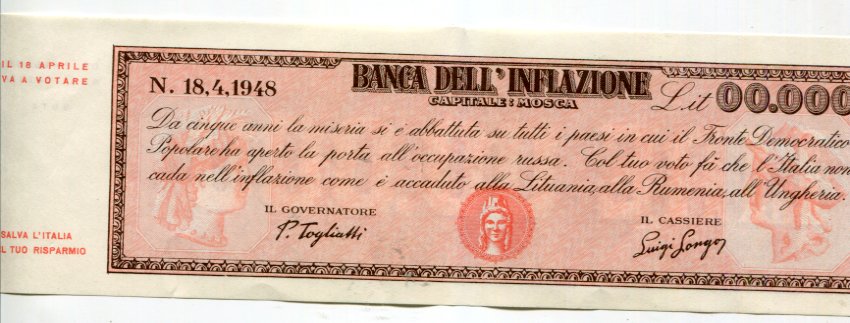 IL 18 APRILE
VA A VOTARE
N. 18,4,1948
BANCA DELL'INFLAZIONE
CAPITALE: MOSCA
Lit 00.000
Da cinque anni la miseria si è abbattuta su tutti i paesi in cui il Fronte Democratico
Popolare ha aperto la porta all'occupazione russa. Col tuo voto fà che l'Italia non
cada nell'inflazione come è accaduto alla Lituania, alla Rumenia, all'Ungheria.
IL GOVERNATORE
P. Togliatti
IL CASSIERE
Luigi Longo
SALVA L'ITALIA
L TUO RISPARMIO